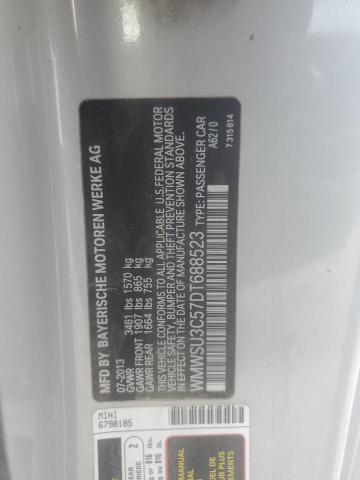 MFD BY BAYERISCHE MOTOREN WERKE AG
07-2013
GVWR 3461 lbs 1570 kg
GAWR FRONT 1907 lbs 865 kg
GAWR REAR 1664 lbs 755 kg
THIS VEHICLE CONFORMS TO ALL APPLICABLE U.S. FEDERAL MOTOR
VEHICLE SAFETY, BUMPER, AND THEFT PREVENTION STANDARDS
IN EFFECT ON THE DATE OF MANUFACTURE SHOWN ABOVE.
WMWSU3C57DT688523 TYPE: PASSENGER CAR
A62/0
7315814
MINI
6798185
2
MANUAL